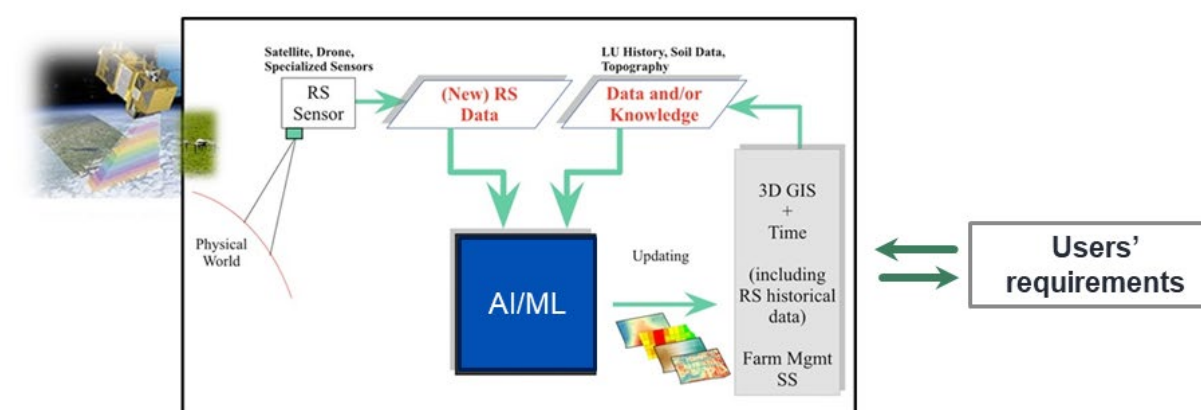 Satellite, Drone,
Specialized Sensors
RS
Sensor
(New) RS
Data
LU History, Soil Data,
Topography
Data and/or
Knowledge
Physical
World
AI/ML
Updating
3D GIS
+
Time
(including
RS historical
data)
Farm Mgmt
SS
Users’
requirements